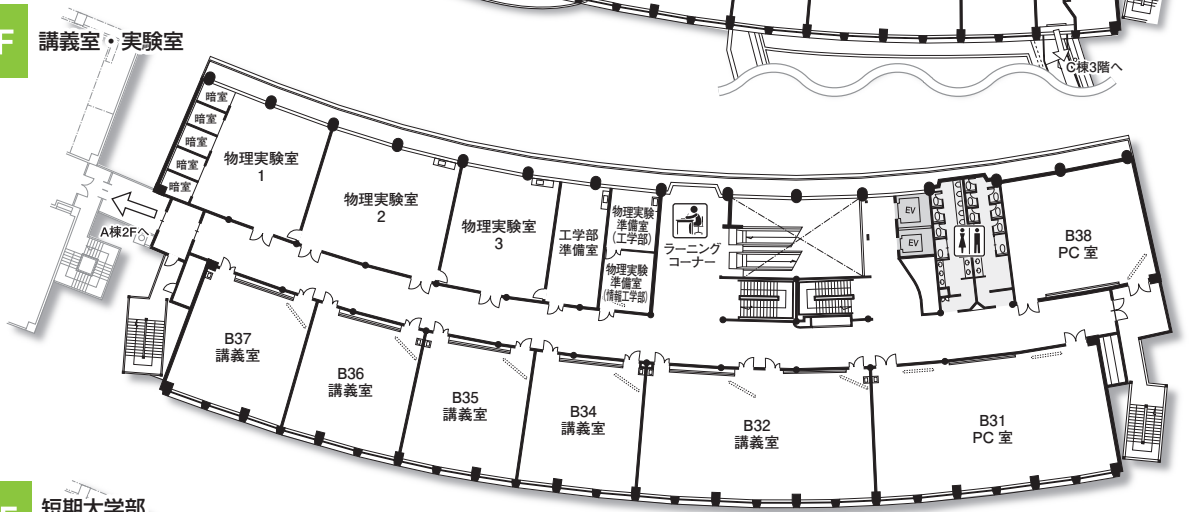 F
講義室・実験室
C棟3階へ
暗室
暗室
暗室
暗室
暗室
物理実験室
1
物理実験室
2
物理実験室
3
工学部
準備室
物理実験
準備室
(工学部)
物理実験
準備室
(情報工学部)
ラーニング
コーナー
EV
EV
B38
PC 室
A棟2Fへ
B37
講義室
B36
講義室
B35
講義室
B34
講義室
B32
講義室
B31
PC 室
F
短期大学部